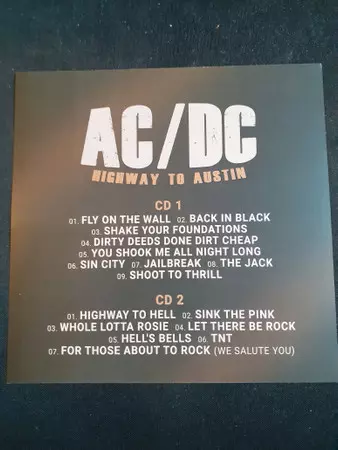 AC/DC
HIGHWAY TO AUSTIN
CD 1
01. FLY ON THE WALL 02. BACK IN BLACK
03. SHAKE YOUR FOUNDATIONS
04. DIRTY DEEDS DONE DIRT CHEAP
05. YOU SHOOK ME ALL NIGHT LONG
06. SIN CITY 07. JAILBREAK 08. THE JACK
09. SHOOT TO THRILL
CD 2
01. HIGHWAY TO HELL 02. SINK THE PINK
03. WHOLE LOTTA ROSIE 04. LET THERE BE ROCK
05. HELL'S BELLS 06. TNT
07. FOR THOSE ABOUT TO ROCK (WE SALUTE YOU)